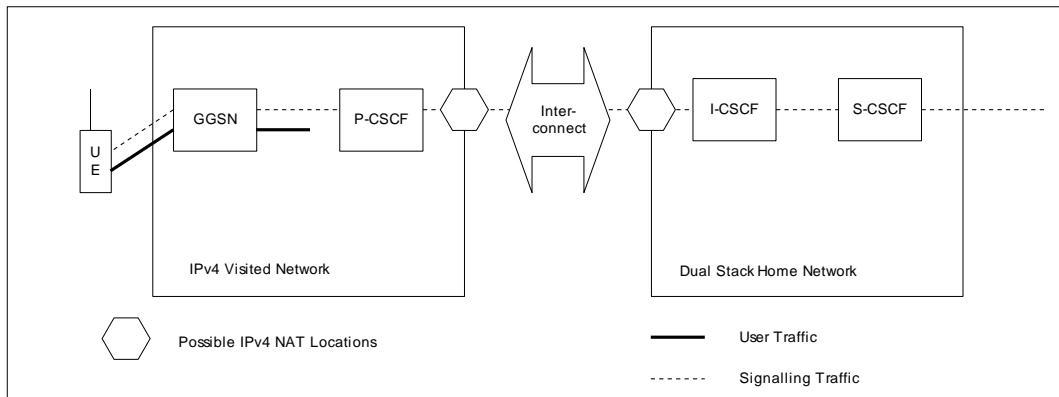 GGSN
P-CSCF
Inter-
connect
I-CSCF
S-CSCF
U
E
IPv4 Visited Network
Dual Stack Home Network
Possible IPv4 NAT Locations
User Traffic
Signalling Traffic